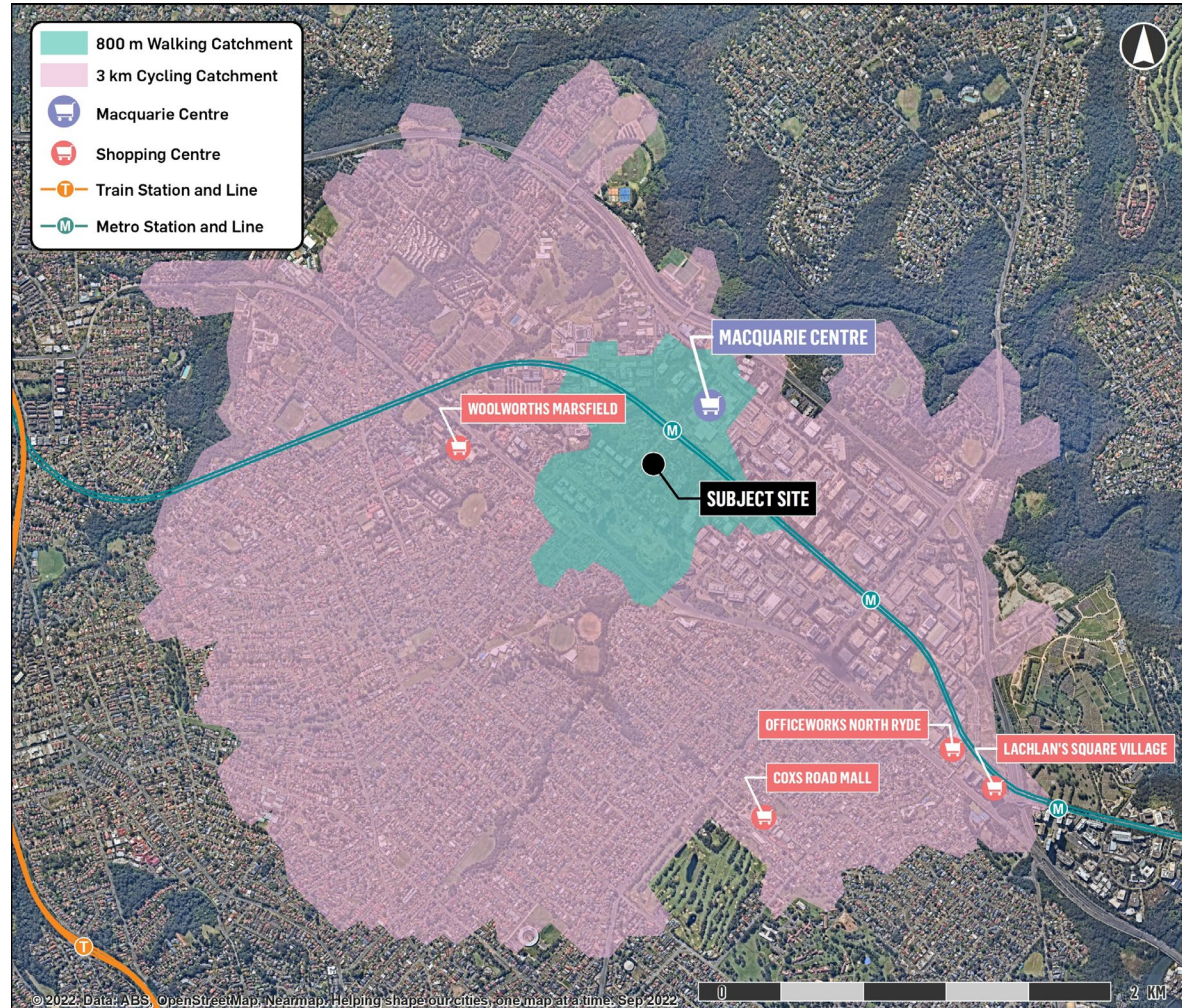 800 m Walking Catchment
3 km Cycling Catchment
Macquarie Centre
Shopping Centre
T Train Station and Line
M Metro Station and Line
MACQUARIE CENTRE
WOOLWORTHS MARSFIELD
M
SUBJECT SITE
M
OFFICEWORKS NORTH RYDE
LACHLAN'S SQUARE VILLAGE
COXS ROAD MALL
M
T
© 2022; Data: ABS, OpenStreetMap, Nearmap. Helping shape our cities, one map at a time. Sep 2022
0 2 KM